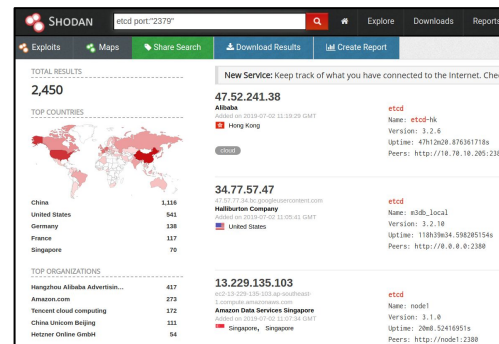 SHODAN
etcd port:"2379"
Explore
Downloads
Reports
Exploits
Maps
Share Search
Download Results
Create Report
TOTAL RESULTS
2,450
TOP COUNTRIES
China 1,116
United States 541
Germany 138
France 117
Singapore 70
TOP ORGANIZATIONS
Hangzhou Alibaba Advertisin... 417
Amazon.com 273
Tencent cloud computing 172
China Unicom Beijing 111
Hetzner Online GmbH 54
New Service: Keep track of what you have connected to the Internet. Chec
47.52.241.38
Alibaba
Added on 2019-07-02 11:19:29 GMT
Hong Kong
cloud
etcd
Name: etcd-hk
Version: 3.2.6
Uptime: 47h12m20.876361718s
Peers: http://10.70.10.205:238
34.77.57.47
47.57.77.34.bc.googleusercontent.com
Halliburton Company
Added on 2019-07-02 11:05:41 GMT
United States
etcd
Name: m3db_local
Version: 3.2.10
Uptime: 118h39m34.598205154s
Peers: http://0.0.0.0:2380
13.229.135.103
ec2-13-229-135-103.ap-southeast-
1.compute.amazonaws.com
Amazon Data Services Singapore
Added on 2019-07-02 11:07:34 GMT
Singapore, Singapore
etcd
Name: node1
Version: 3.1.0
Uptime: 20m8.52416951s
Peers: http://node1:2380